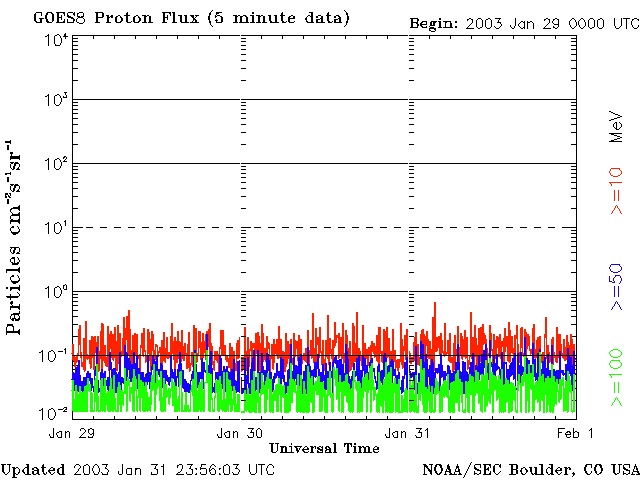 GOES8 Proton Flux (5 minute data)
Begin: 2003 Jan 29 0000 UTC
Particles cm⁻²s⁻¹sr⁻¹
10⁴
10³
10²
10¹
10⁰
10⁻¹
10⁻²
Jan 29
Jan 30
Jan 31
Feb 1
Universal Time
MeV
>=10
>=50
>=100
Updated 2003 Jan 31 23:56:03 UTC
NOAA/SEC Boulder, CO USA